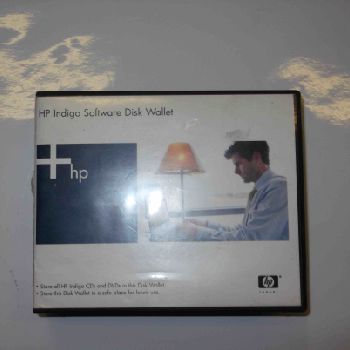 HP Indigo Software Disk Wallet
+hp
• Store all HP Indigo CDs and DVDs in this Disk Wallet.
• Store this Disk Wallet in a safe place for future use.
hp
invent